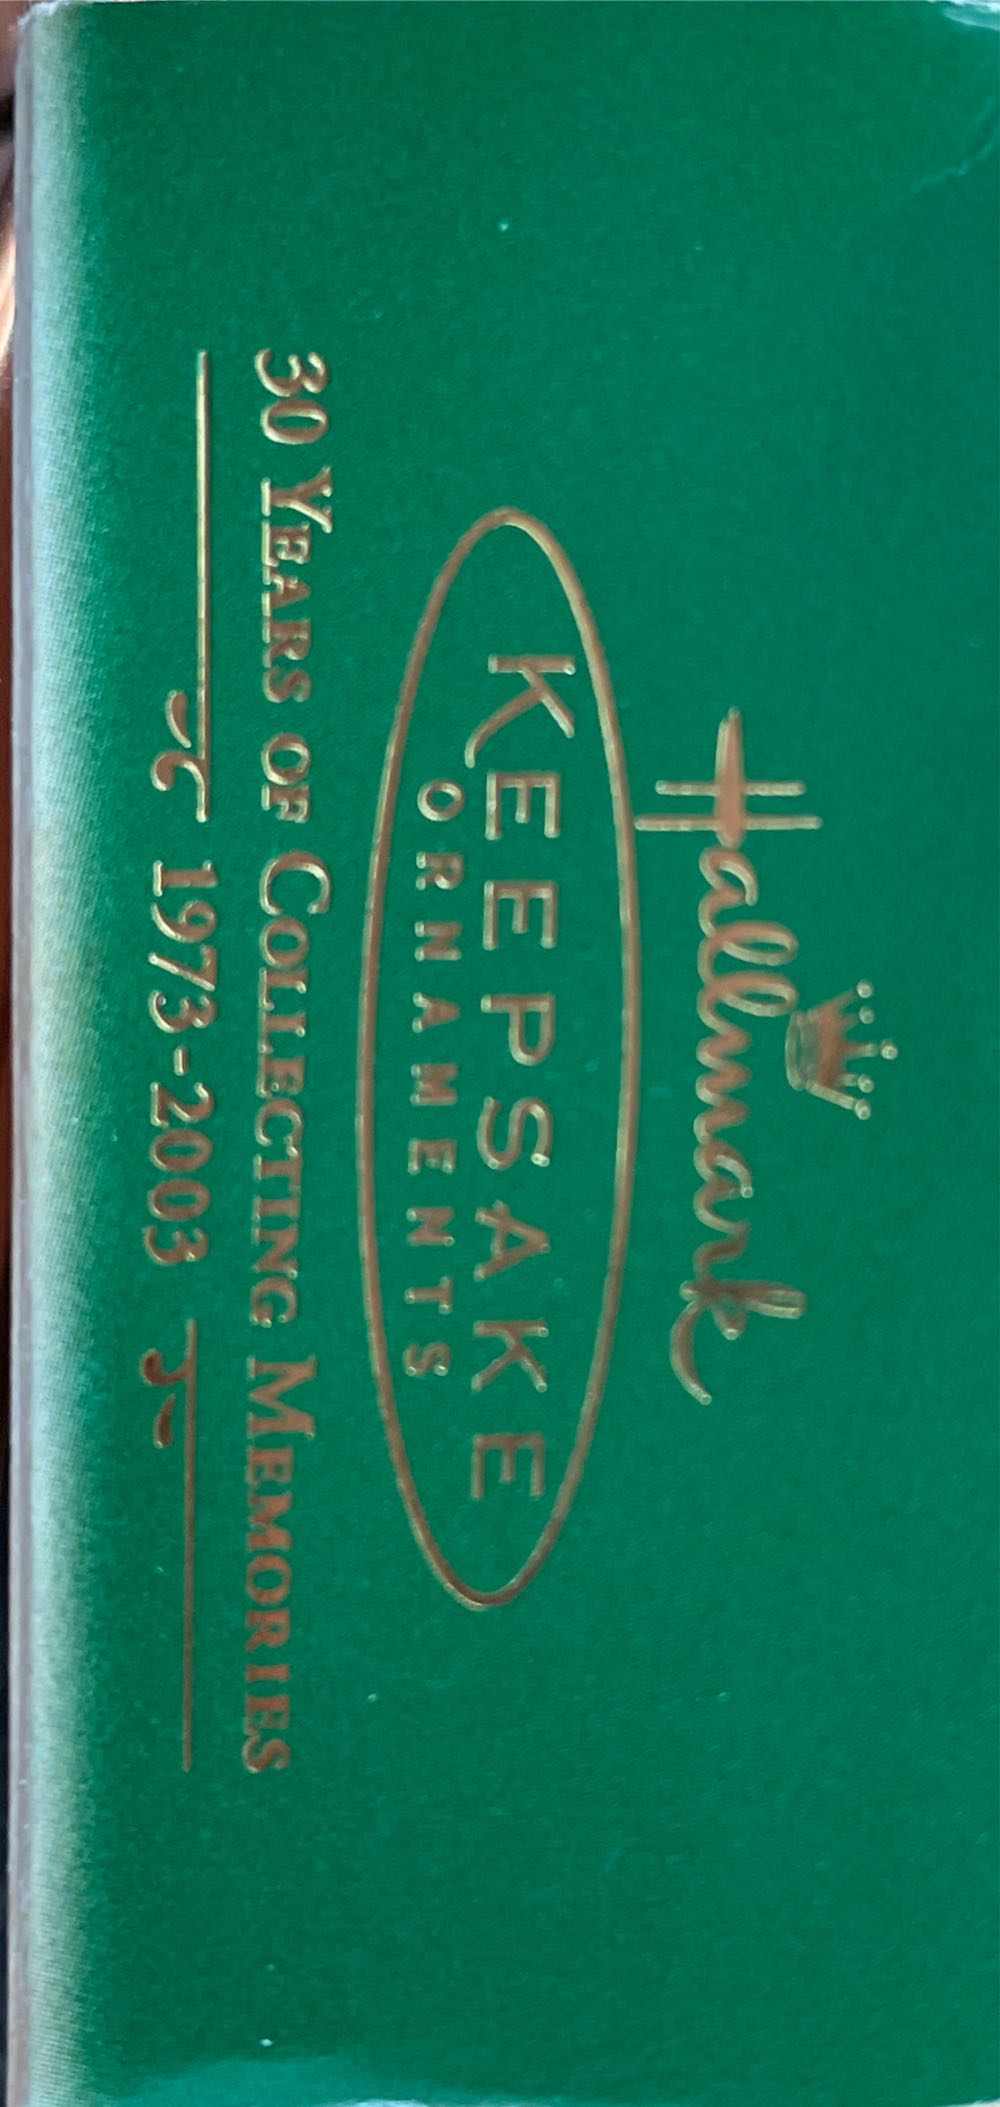 Hallmark
KEEPSAKE
ORNAMENTS
30 YEARS OF COLLECTING MEMORIES
1973-2003